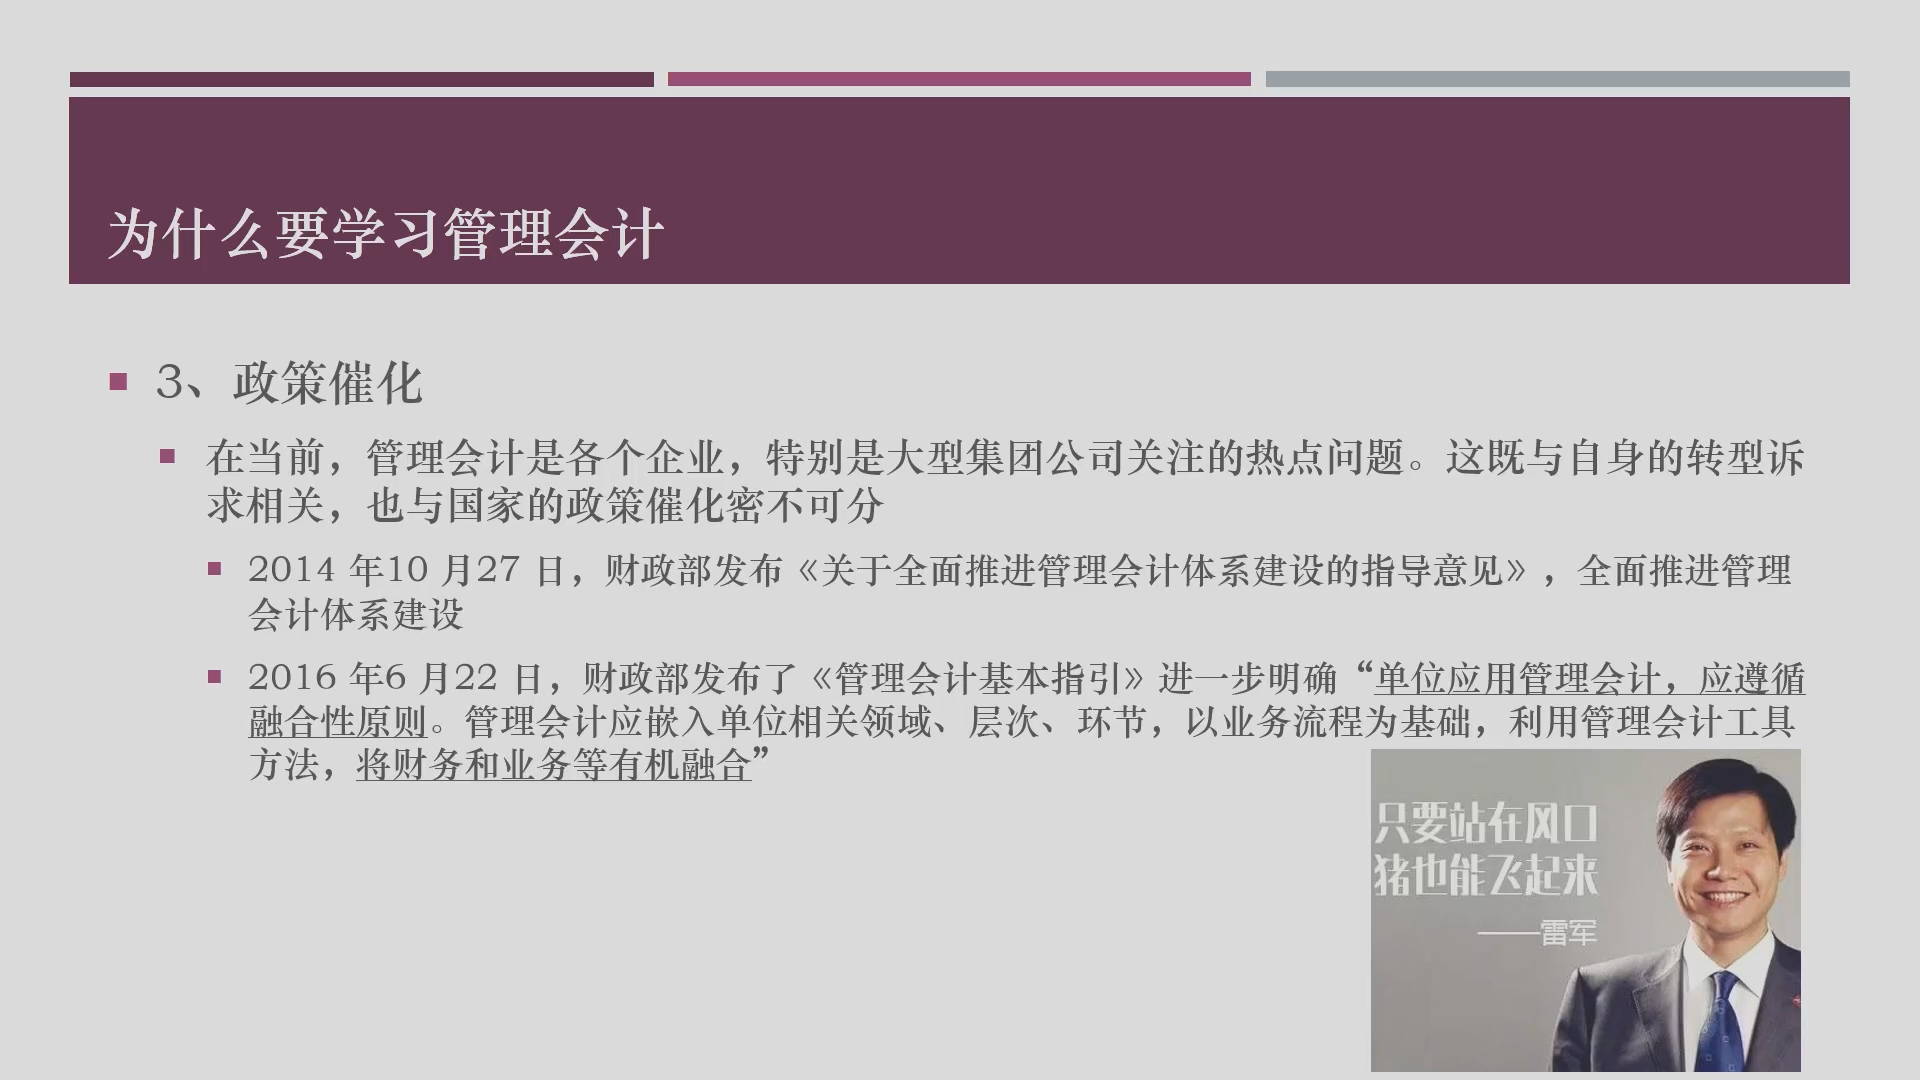 为什么要学习管理会计
3、政策催化
在当前，管理会计是各个企业，特别是大型集团公司关注的热点问题。这既与自身的转型诉
求相关，也与国家的政策催化密不可分
2014 年10 月27 日，财政部发布《关于全面推进管理会计体系建设的指导意见》，全面推进管理
会计体系建设
2016 年6 月22 日，财政部发布了《管理会计基本指引》进一步明确“单位应用管理会计，应遵循
融合性原则。管理会计应嵌入单位相关领域、层次、环节，以业务流程为基础，利用管理会计工具
方法，将财务和业务等有机融合”
只要站在风口
猪也能飞起来
——雷军